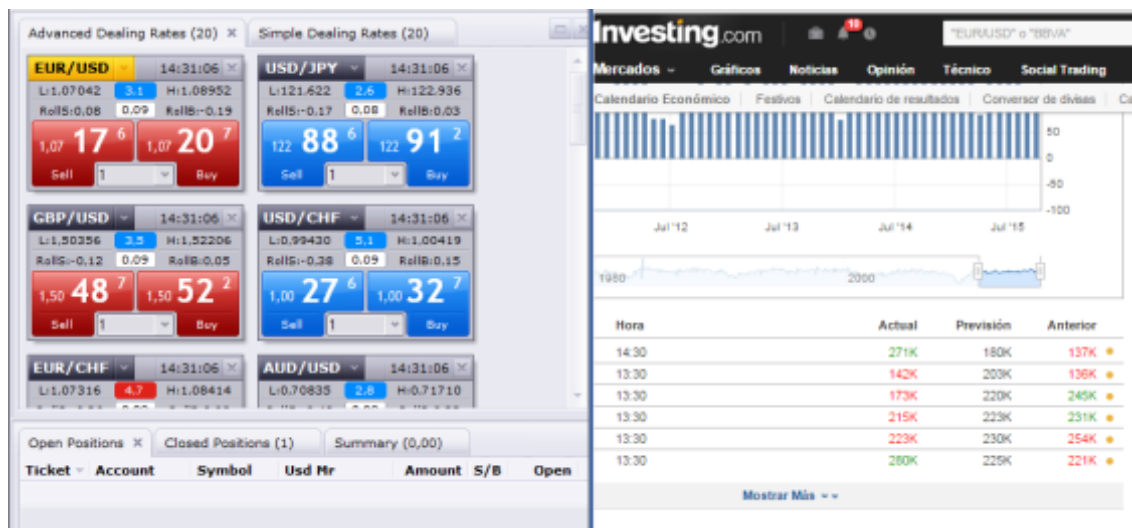 Advanced Dealing Rates (20) × Simple Dealing Rates (20)
EUR/USD 14:31:06 ×
L:1,07042 3,1 H:1,08952
RollS:0,08 0,09 RollB:-0,19
1,07 17 6 1,07 20 7
Sell 1 Buy
USD/JPY 14:31:06 ×
L:121,622 2,6 H:122,936
RollS:-0,17 0,08 RollB:0,03
122 88 6 122 91 2
Sell 1 Buy
GBP/USD 14:31:06 ×
L:1,50356 3,5 H:1,52206
RollS:-0,12 0,09 RollB:0,05
1,50 48 7 1,50 52 2
Sell 1 Buy
USD/CHF 14:31:06 ×
L:0,99430 5,1 H:1,00419
RollS:-0,38 0,09 RollB:0,15
1,00 27 6 1,00 32 7
Sell 1 Buy
EUR/CHF 14:31:06 ×
L:1,07316 4,7 H:1,08414
AUD/USD 14:31:06 ×
L:0,70835 2,8 H:0,71710
Open Positions × Closed Positions (1) Summary (0,00)
Ticket Account Symbol Usd Mr Amount S/B Open
Investing.com 10 "EUR/USD" o "BBVA"
Mercados Gráficos Noticias Opinión Técnico Social Trading
Calendario Económico Festivos Calendario de resultados Conversor de divisas
50
0
-50
-100
Jul '12 Jul '13 Jul '14 Jul '15
1980 2000
Hora Actual Previsión Anterior
14:30 271K 180K 137K
13:30 142K 203K 136K
13:30 173K 220K 245K
13:30 215K 223K 231K
13:30 223K 230K 254K
13:30 280K 225K 221K
Mostrar Más